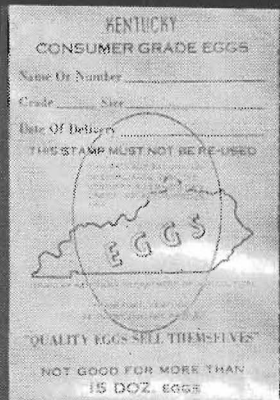 KENTUCKY
CONSUMER GRADE EGGS
Name Or Number
Grade Size
Date Of Delivery
THIS STAMP MUST NOT BE RE-USED
EGGS
"QUALITY EGGS SELL THEMSELVES"
NOT GOOD FOR MORE THAN
15 DOZ. EGGS